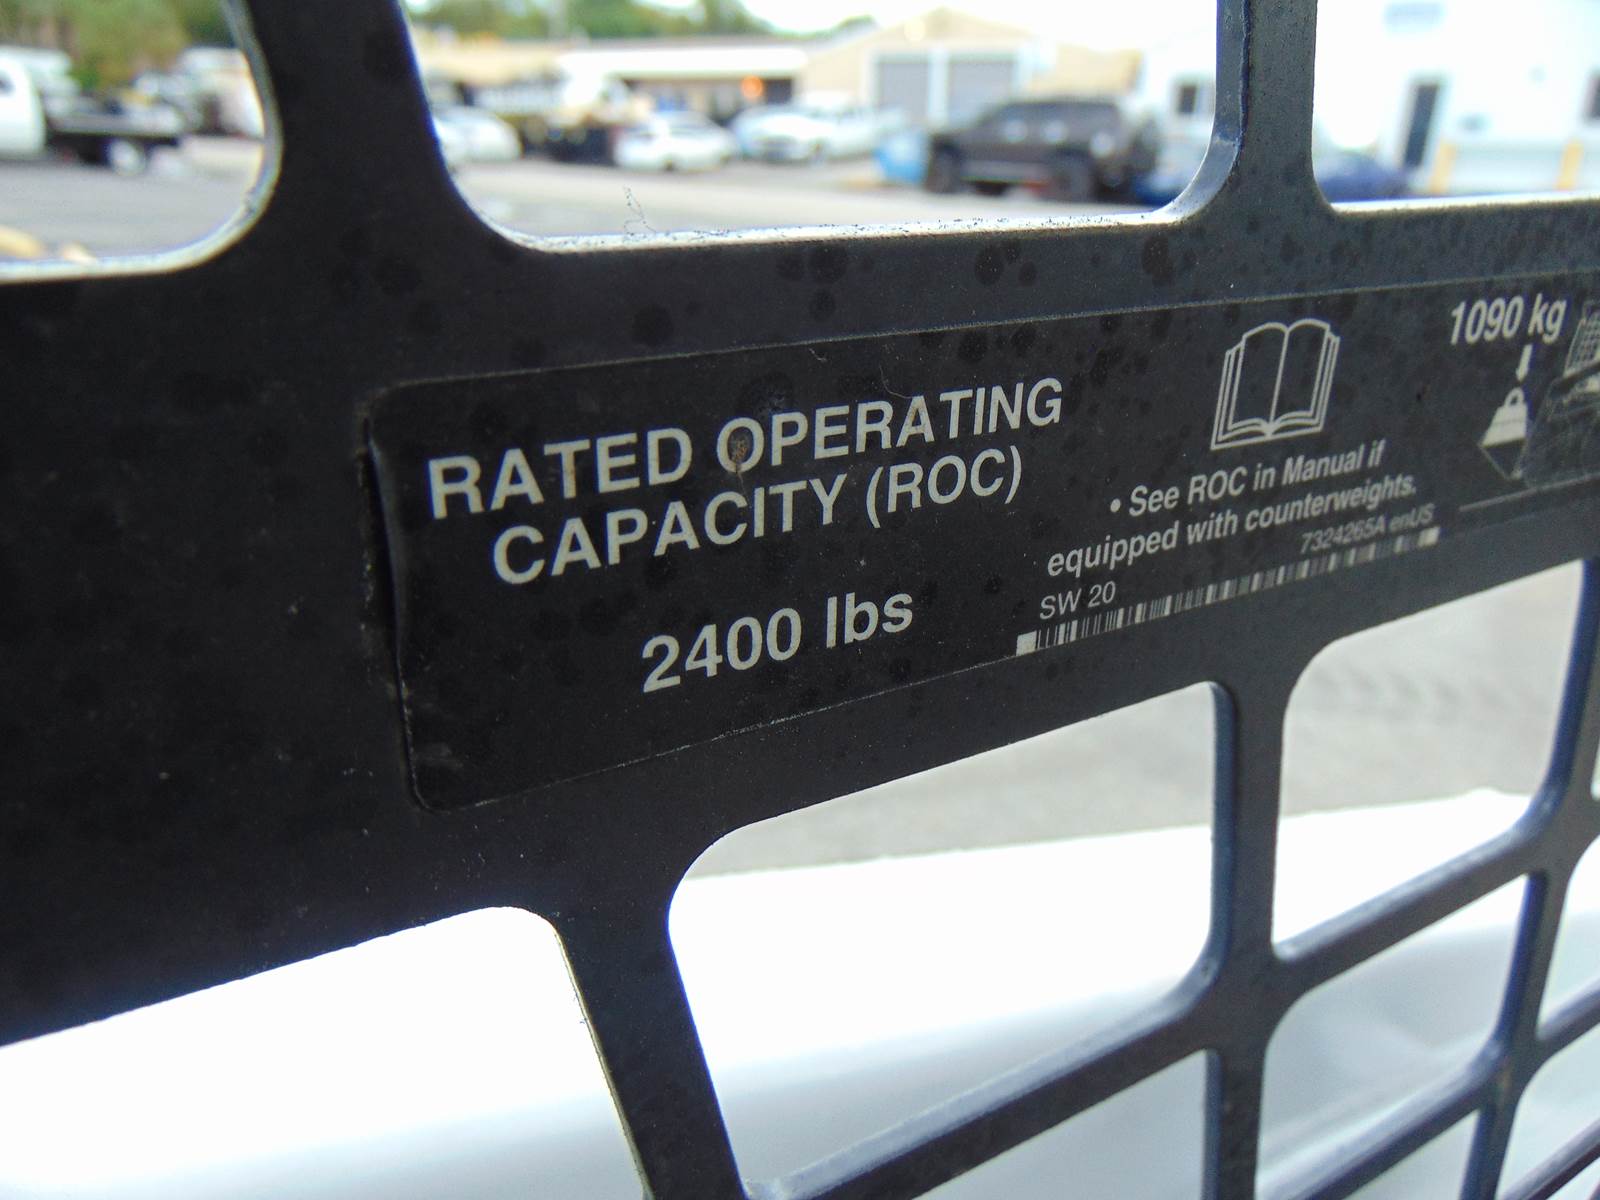 RATED OPERATING
CAPACITY (ROC)
2400 lbs
• See ROC in Manual if
equipped with counterweights.
7324265A enUS
SW 20
1090 kg